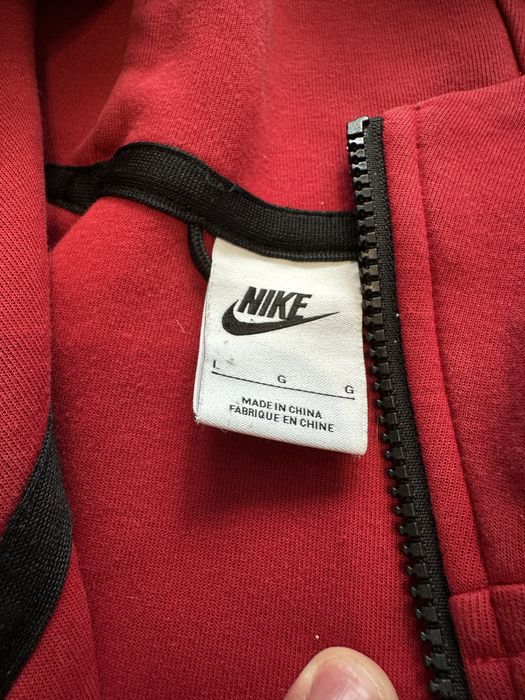 NIKE
L G G
MADE IN CHINA
FABRIQUE EN CHINE